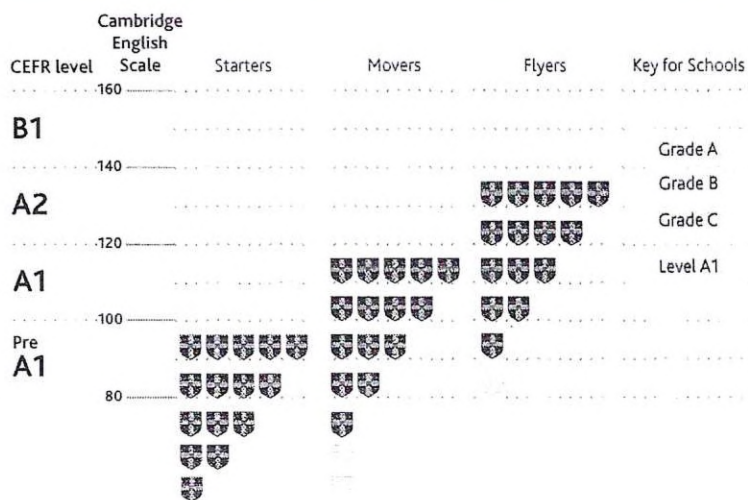 Cambridge
English
CEFR level Scale Starters Movers Flyers Key for Schools
160
B1
Grade A
140
Grade B
A2
Grade C
120
A1
Level A1
100
Pre
A1
80